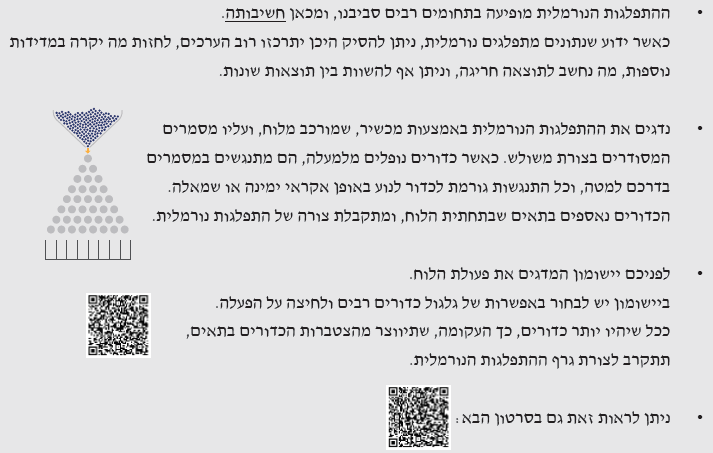 • ההתפלגות הנורמלית מופיעה בתחומים רבים סביבנו, ומכאן חשיבותה.
כאשר ידוע שנתונים מתפלגים נורמלית, ניתן להסיק היכן יתרכזו רוב הערכים, לחזות מה יקרה במדידות
נוספות, מה נחשב לתוצאה חריגה, וניתן אף להשוות בין תוצאות שונות.
• נדגים את ההתפלגות הנורמלית באמצעות מכשיר, שמורכב מלוח, ועליו מסמרים
המסודרים בצורת משולש. כאשר כדורים נופלים מלמעלה, הם מתנגשים במסמרים
בדרכם למטה, וכל התנגשות גורמת לכדור לנוע באופן אקראי ימינה או שמאלה.
הכדורים נאספים בתאים שבתחתית הלוח, ומתקבלת צורה של התפלגות נורמלית.
• לפניכם יישומון המדגים את פעולת הלוח.
ביישומון יש לבחור באפשרות של גלגול כדורים רבים ולחיצה על הפעלה.
ככל שיהיו יותר כדורים, כך העקומה, שתיווצר מהצטברות הכדורים בתאים,
תתקרב לצורת גרף ההתפלגות הנורמלית.
• ניתן לראות זאת גם בסרטון הבא: